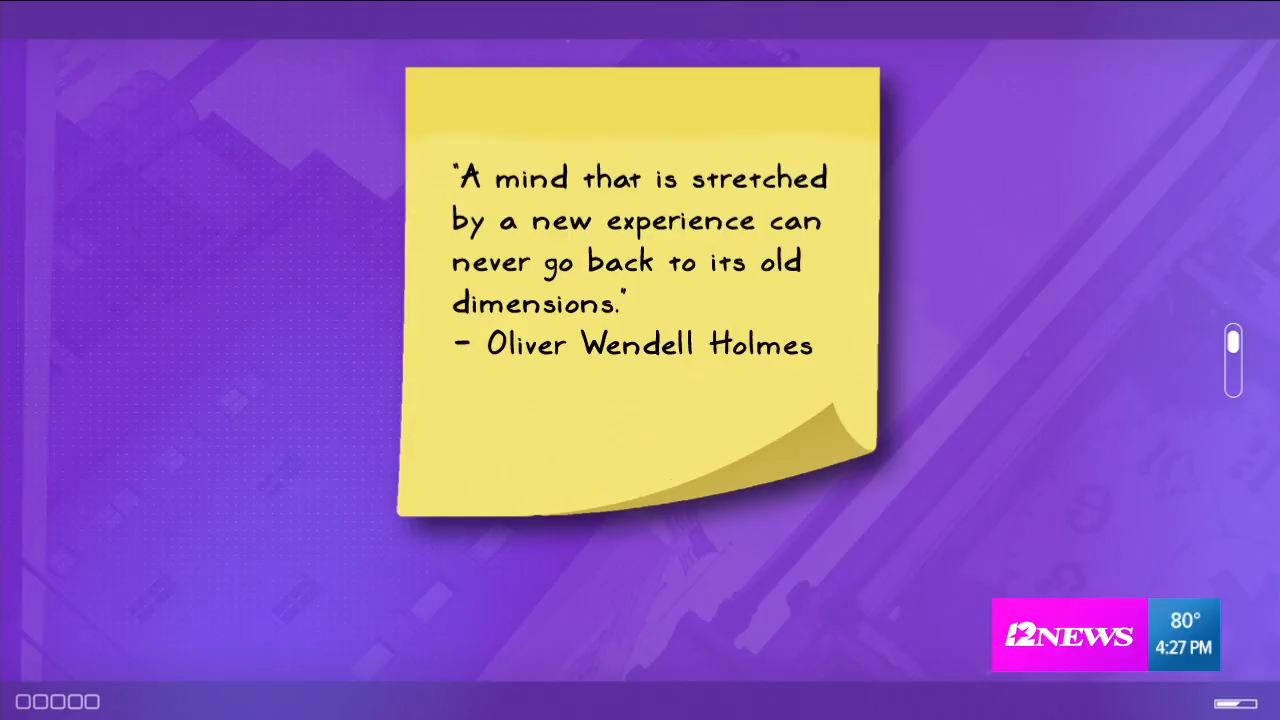 "A mind that is stretched
by a new experience can
never go back to its old
dimensions."
- Oliver Wendell Holmes
12NEWS
80°
4:27 PM